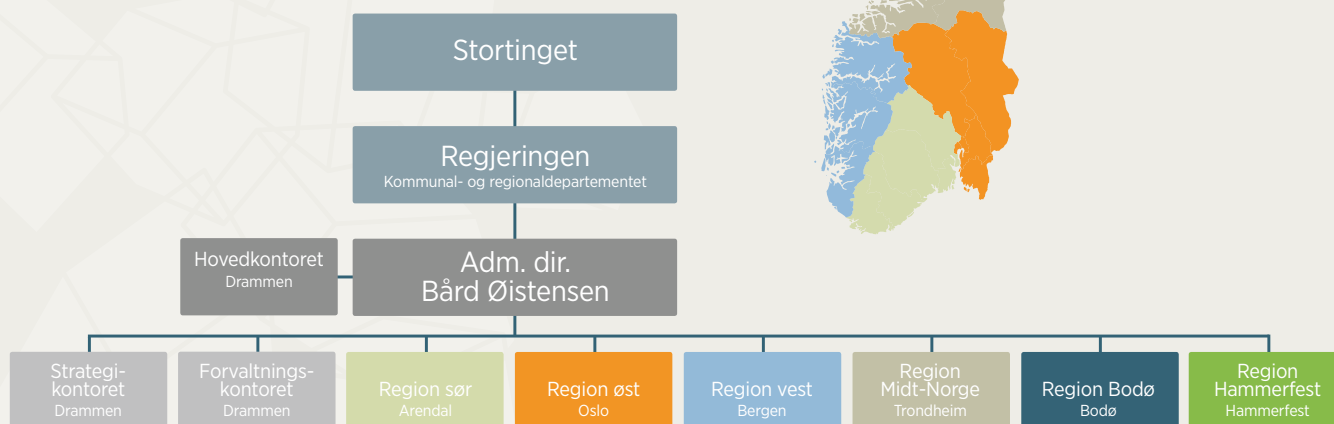 Stortinget
Regjeringen
Kommunal- og regionaldepartementet
Hovedkontoret
Drammen
Adm. dir.
Bård Øistensen
Strategi-
kontoret
Drammen
Forvaltnings-
kontoret
Drammen
Region sør
Arendal
Region øst
Oslo
Region vest
Bergen
Region
Midt-Norge
Trondheim
Region Bodø
Bodø
Region
Hammerfest
Hammerfest